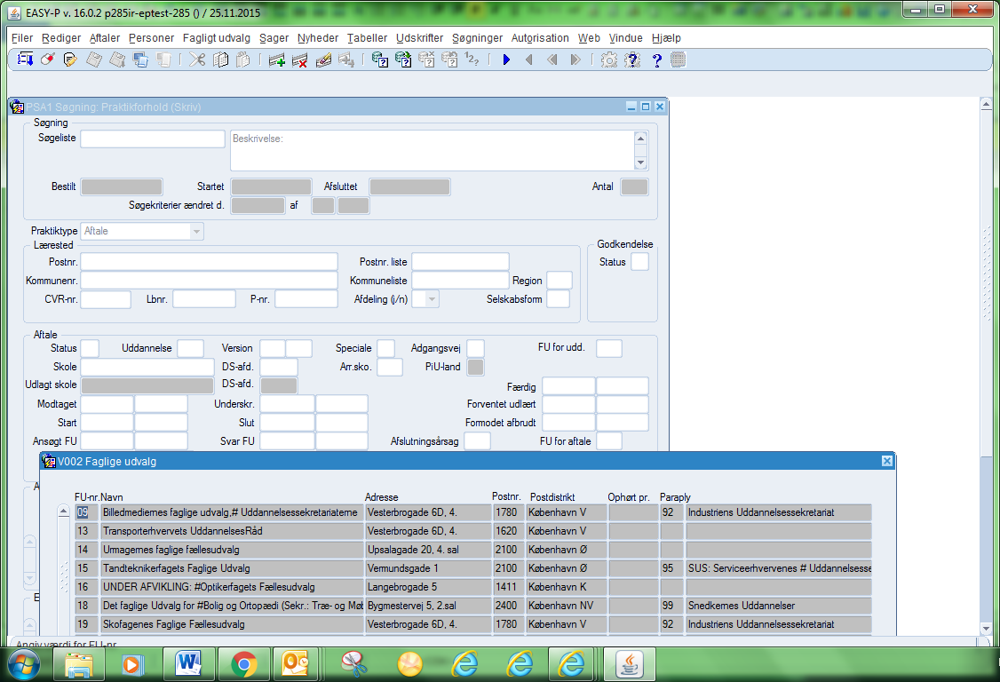 EASY-P v. 16.0.2 p285ir-eptest-285 () / 25.11.2015
Filer Rediger Aftaler Personer Fagligt udvalg Sager Nyheder Tabeller Udskrifter Søgninger Autorisation Web Vindue Hjælp
PSA1 Søgning: Praktikforhold (Skriv)
Søgning
Søgeliste Beskrivelse:
Bestilt Startet Afsluttet Antal
Søgekriterier ændret d. af
Praktiktype Aftale
Lærested Godkendelse
Postnr. Postnr. liste Status
Kommunenr. Kommuneliste Region
CVR-nr. Lbnr. P-nr. Afdeling (j/n) Selskabsform
Aftale
Status Uddannelse Version Speciale Adgangsvej FU for udd.
Skole DS-afd. Arr.sko. PiU-land
Udlagt skole DS-afd. Færdig
Modtaget Underskr. Forventet udlært
Start Slut Formodet afbrudt
Ansøgt FU Svar FU Afslutningsårsag FU for aftale
V002 Faglige udvalg
FU-nr. Navn Adresse Postnr. Postdistrikt Ophørt pr. Paraply
09 Billedmediernes faglige udvalg,# Uddannelsessekretariaterne Vesterbrogade 6D, 4. 1780 København V 92 Industriens Uddannelsessekretariat
13 Transporterhvervets UddannelsesRåd Vesterbrogade 6D, 4. 1620 København V
14 Urmagernes faglige fællesudvalg Upsalagade 20, 4. sal 2100 København Ø
15 Tandteknikerfagets Faglige Udvalg Vermundsgade 1 2100 København Ø 95 SUS: Serviceerhvervenes # Uddannelsesse
16 UNDER AFVIKLING: #Optikerfagets Fællesudvalg Langebrogade 5 1411 København K
18 Det faglige Udvalg for #Bolig og Ortopædi (Sekr.: Træ- og Møb Bygmestervej 5, 2.sal 2400 København NV 99 Snedkernes Uddannelser
19 Skofagenes Faglige Fællesudvalg Vesterbrogade 6D, 4. 1780 København V 92 Industriens Uddannelsessekretariat
Angiv værdi for FU-nr